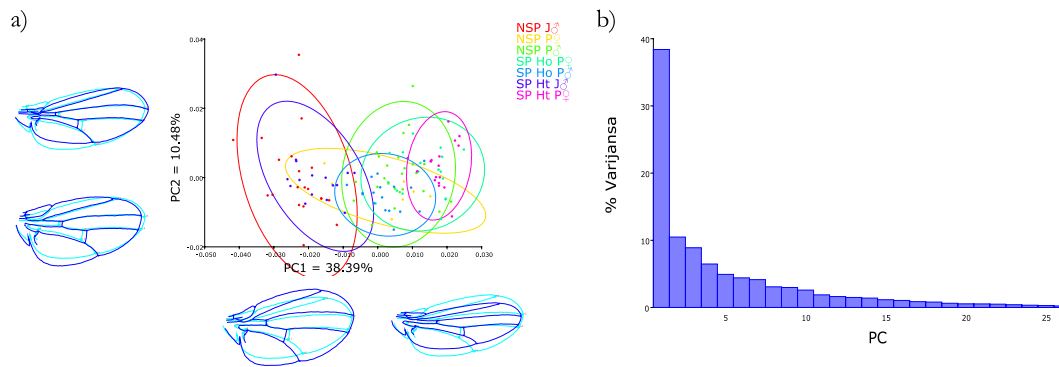 a)
0.04
0.02
0.00
-0.02
PC2 = 10.48%
-0.050
-0.040
-0.030
-0.020
-0.010
0.000
0.010
0.020
0.030
PC1 = 38.39%
NSP J♂
NSP P♀
NSP P♂
SP Ho P♀
SP Ho P♂
SP Ht J♂
SP Ht P♀
b)
40
30
20
10
0
% Varijansa
5
10
15
20
25
PC